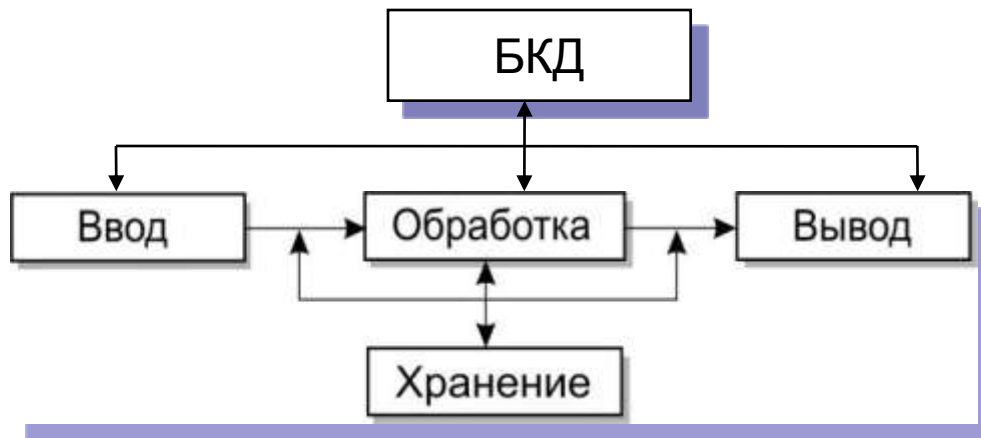 БКД
Ввод
Обработка
Вывод
Хранение